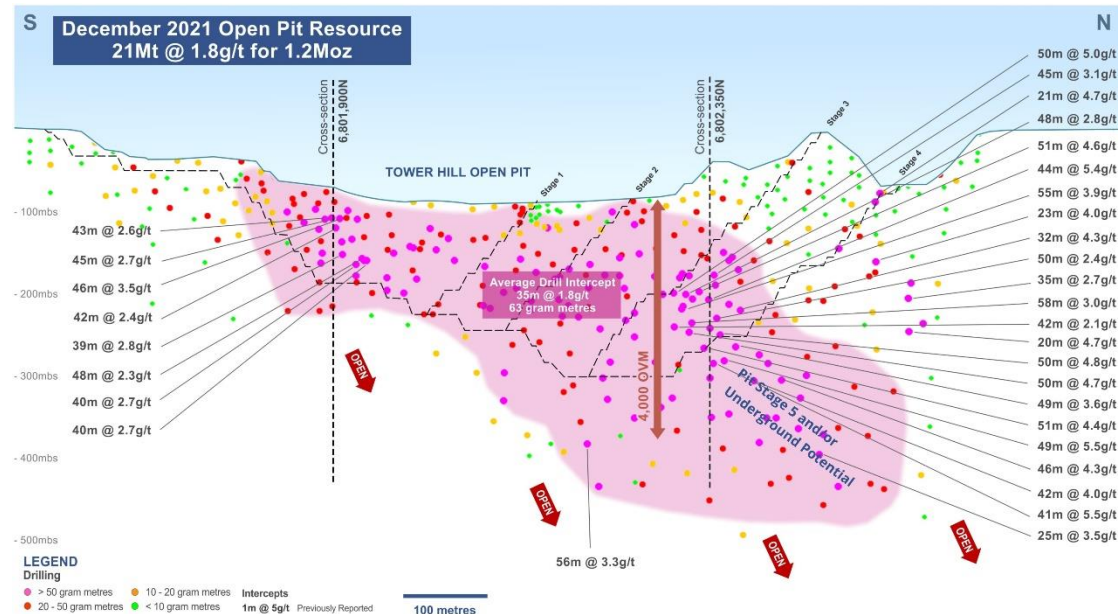 S
N
December 2021 Open Pit Resource
21Mt @ 1.8g/t for 1.2Moz
Cross-section
6,801,900N
Cross-section
6,802,350N
TOWER HILL OPEN PIT
Stage 1
Stage 2
Stage 3
Stage 4
- 100mbs
- 200mbs
- 300mbs
- 400mbs
- 500mbs
43m @ 2.6g/t
45m @ 2.7g/t
46m @ 3.5g/t
42m @ 2.4g/t
39m @ 2.8g/t
48m @ 2.3g/t
40m @ 2.7g/t
40m @ 2.7g/t
Average Drill Intercept
35m @ 1.8g/t
63 gram metres
4,000 OVM
Pit Stage 5 and/or
Underground Potential
OPEN
OPEN
OPEN
OPEN
56m @ 3.3g/t
50m @ 5.0g/t
45m @ 3.1g/t
21m @ 4.7g/t
48m @ 2.8g/t
51m @ 4.6g/t
44m @ 5.4g/t
55m @ 3.9g/t
23m @ 4.0g/t
32m @ 4.3g/t
50m @ 2.4g/t
35m @ 2.7g/t
58m @ 3.0g/t
42m @ 2.1g/t
20m @ 4.7g/t
50m @ 4.8g/t
50m @ 4.7g/t
49m @ 3.6g/t
51m @ 4.4g/t
49m @ 5.5g/t
46m @ 4.3g/t
42m @ 4.0g/t
41m @ 5.5g/t
25m @ 3.5g/t
LEGEND
Drilling
> 50 gram metres
10 - 20 gram metres
20 - 50 gram metres
< 10 gram metres
Intercepts
1m @ 5g/t Previously Reported
100 metres